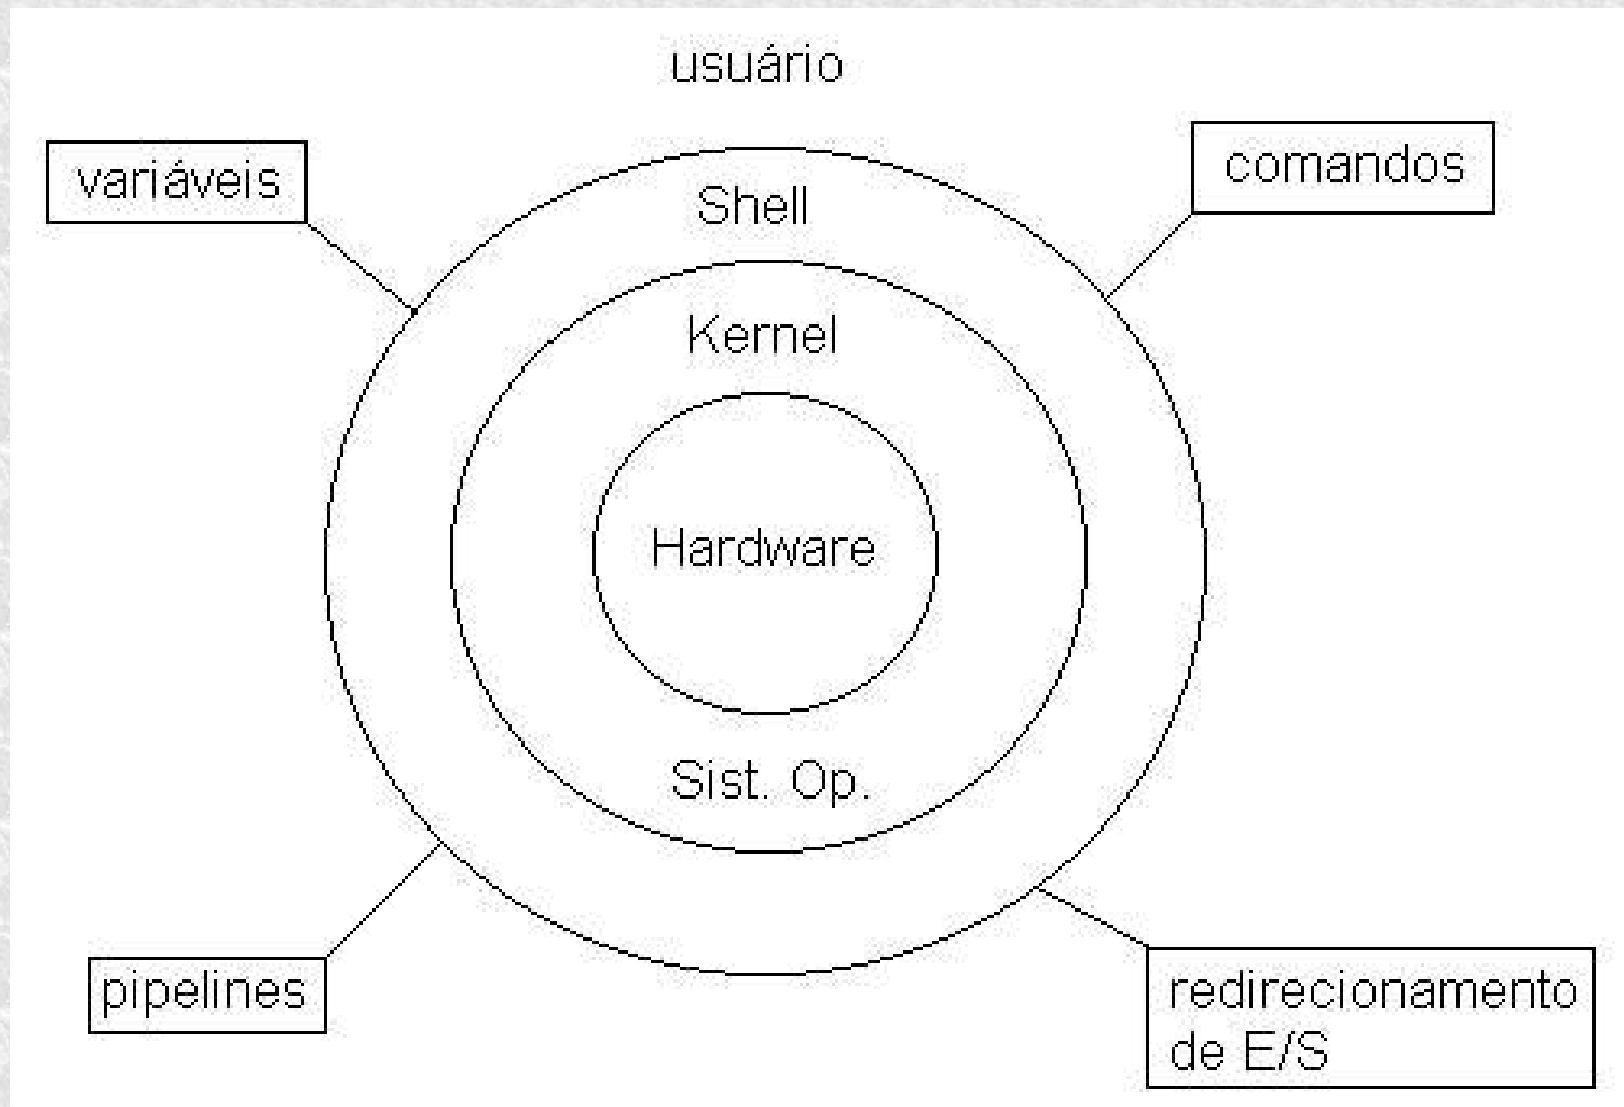 usuário
variáveis
comandos
Shell
Kernel
Hardware
Sist. Op.
pipelines
redirecionamento
de E/S